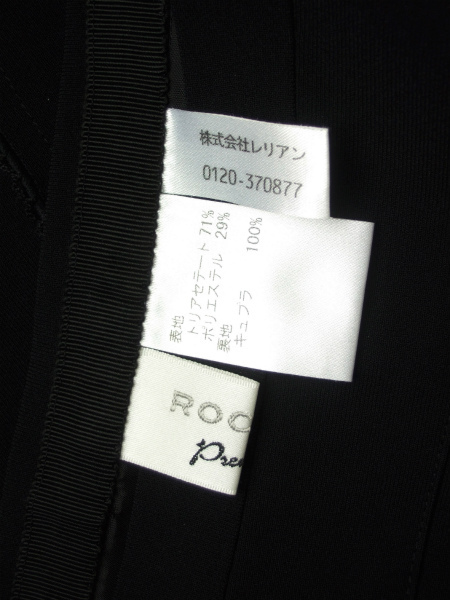 株式会社レリアン
0120-370877
表地
トリアセテート 71%
ポリエステル 29%
裏地
キュプラ 100%
ROC
Pre